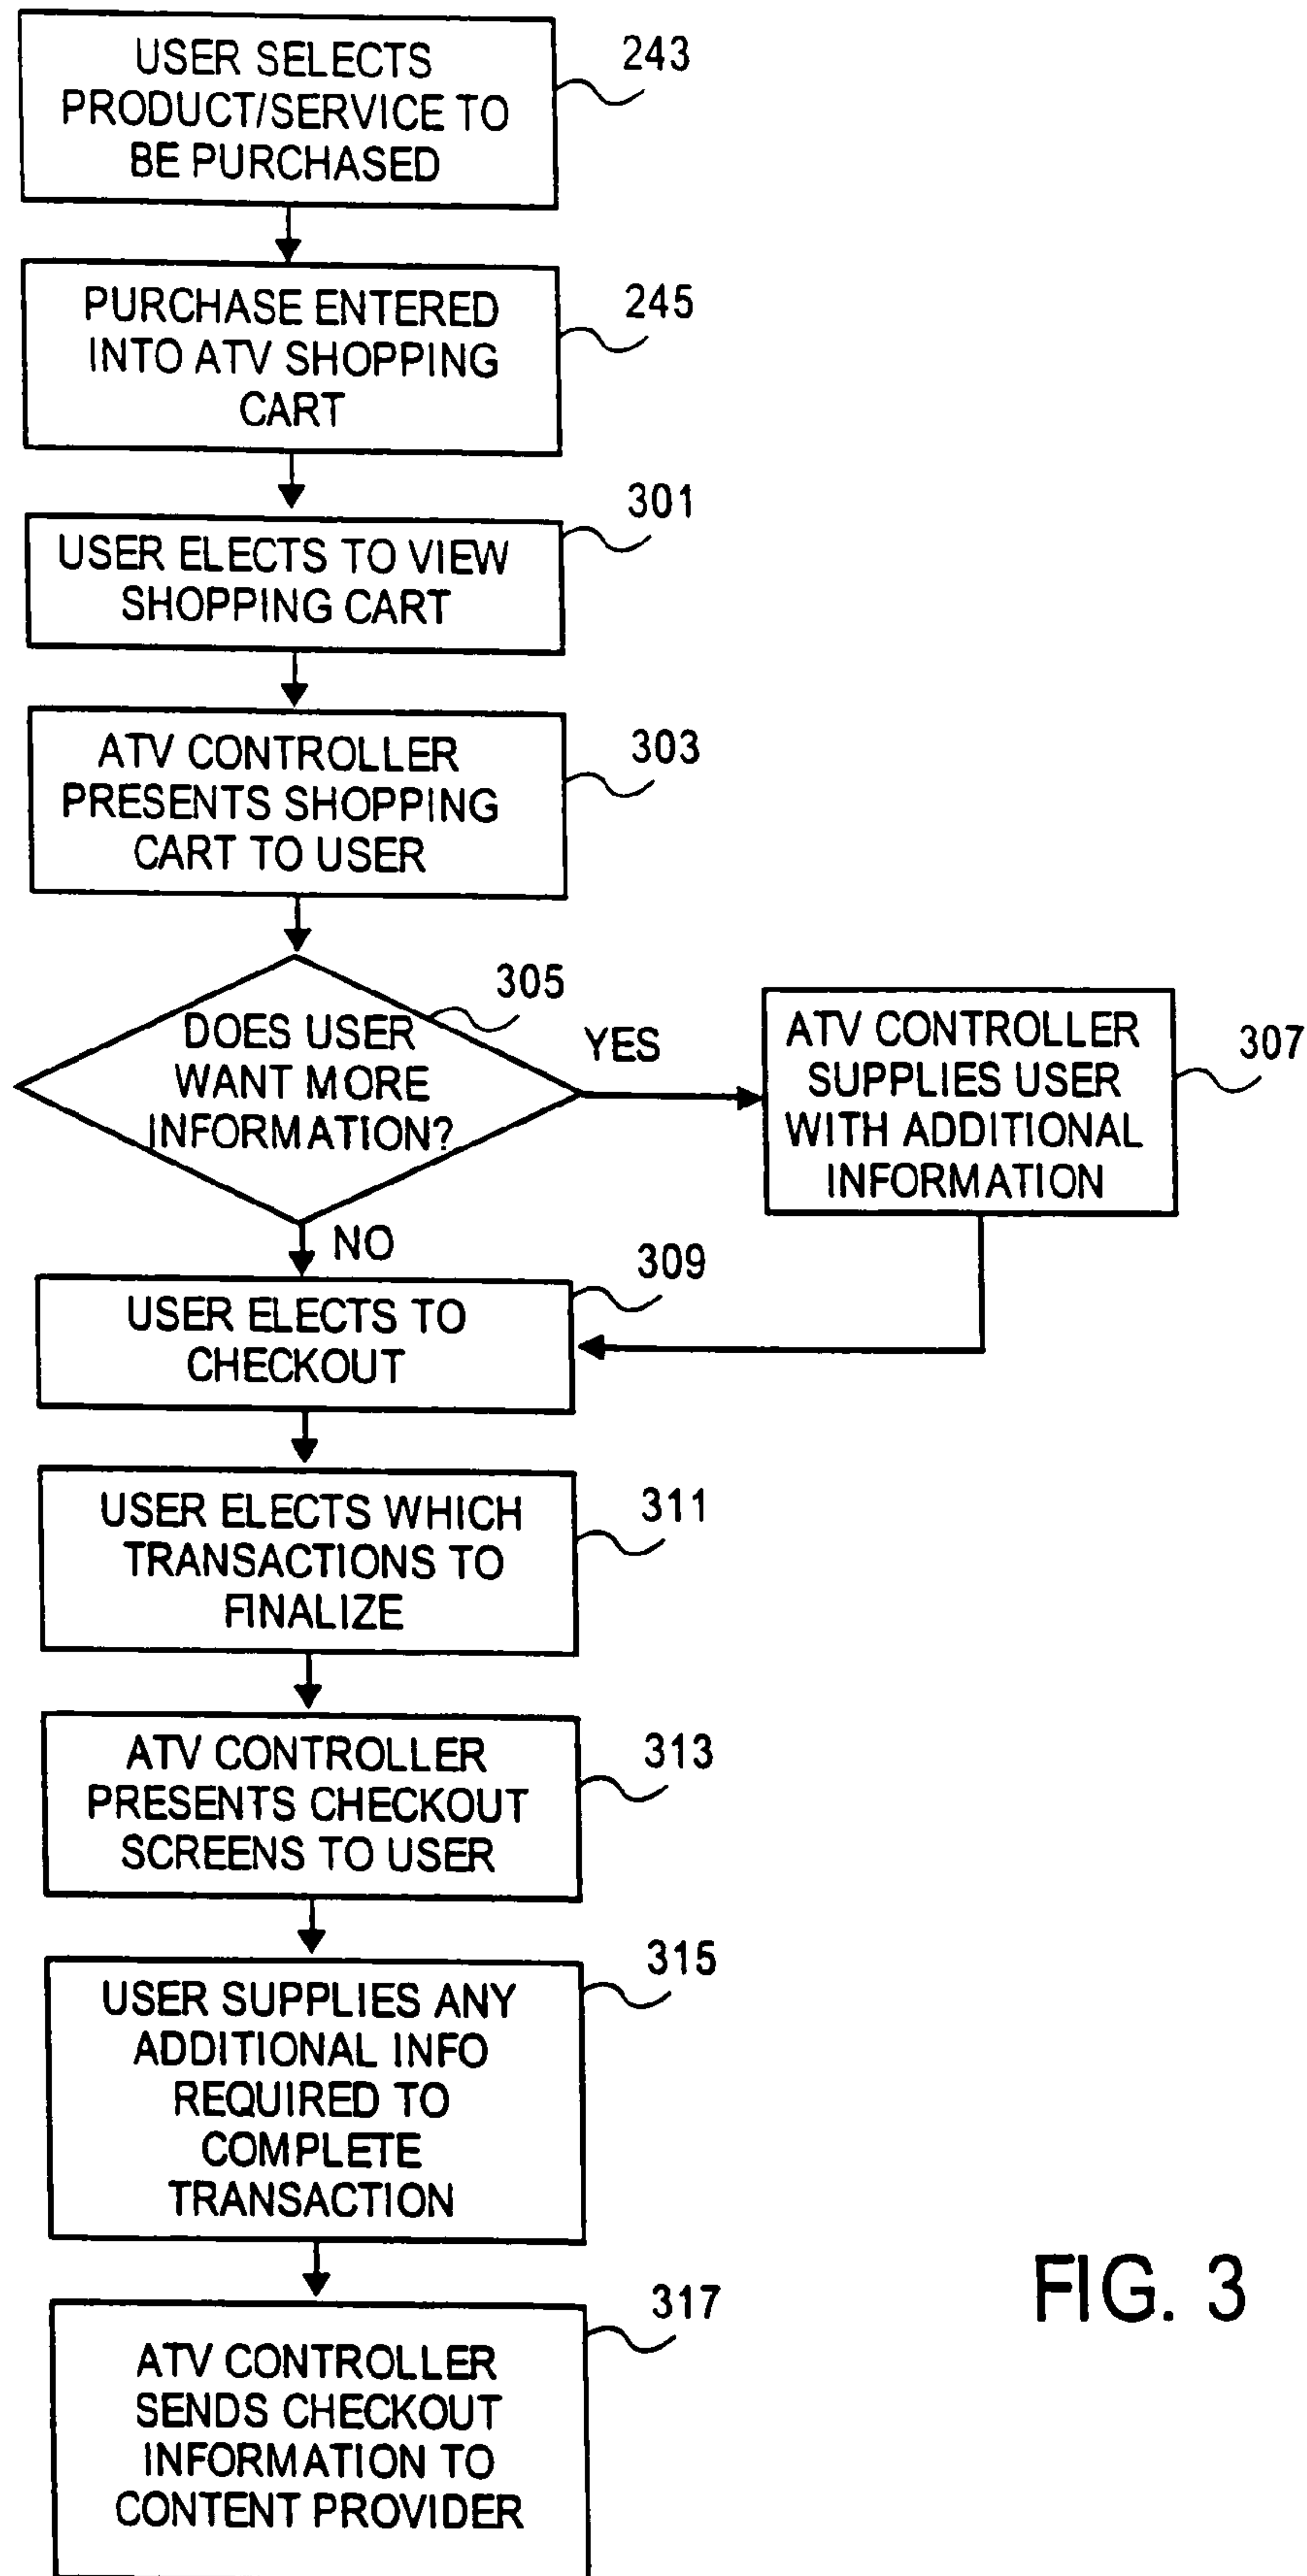 USER SELECTS
PRODUCT/SERVICE TO
BE PURCHASED
243
PURCHASE ENTERED
INTO ATV SHOPPING
CART
245
USER ELECTS TO VIEW
SHOPPING CART
301
ATV CONTROLLER
PRESENTS SHOPPING
CART TO USER
303
DOES USER
WANT MORE
INFORMATION?
305
YES
ATV CONTROLLER
SUPPLIES USER
WITH ADDITIONAL
INFORMATION
307
NO
USER ELECTS TO
CHECKOUT
309
USER ELECTS WHICH
TRANSACTIONS TO
FINALIZE
311
ATV CONTROLLER
PRESENTS CHECKOUT
SCREENS TO USER
313
USER SUPPLIES ANY
ADDITIONAL INFO
REQUIRED TO
COMPLETE
TRANSACTION
315
ATV CONTROLLER
SENDS CHECKOUT
INFORMATION TO
CONTENT PROVIDER
317
FIG. 3